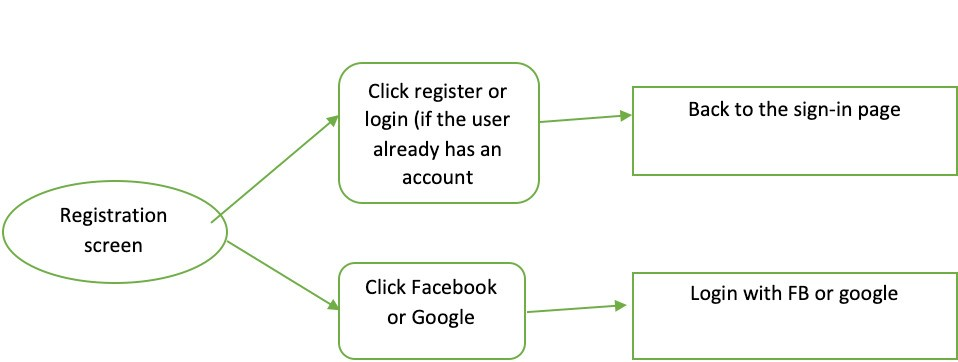 Registration
screen
Click register or
login (if the user
already has an
account
Back to the sign-in page
Click Facebook
or Google
Login with FB or google